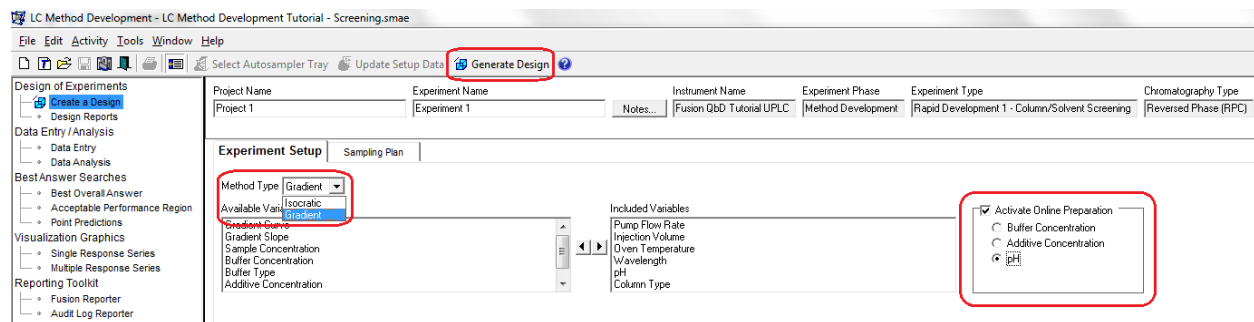 LC Method Development - LC Method Development Tutorial - Screening.smae
File Edit Activity Tools Window Help
Select Autosampler Tray Update Setup Data Generate Design
Design of Experiments
Create a Design
Design Reports
Data Entry / Analysis
Data Entry
Data Analysis
Best Answer Searches
Best Overall Answer
Acceptable Performance Region
Point Predictions
Visualization Graphics
Single Response Series
Multiple Response Series
Reporting Toolkit
Fusion Reporter
Audit Log Reporter
Project Name Experiment Name Instrument Name Experiment Phase Experiment Type Chromatography Type
Project 1 Experiment 1 Notes... Fusion QbD Tutorial UPLC Method Development Rapid Development 1 - Column/Solvent Screening Reversed Phase (RPC)
Experiment Setup Sampling Plan
Method Type Gradient
Isocratic
Gradient
Available Vari
Gradient Curve
Gradient Slope
Sample Concentration
Buffer Concentration
Buffer Type
Additive Concentration
Included Variables
Pump Flow Rate
Injection Volume
Oven Temperature
Wavelength
pH
Column Type
Activate Online Preparation
Buffer Concentration
Additive Concentration
pH